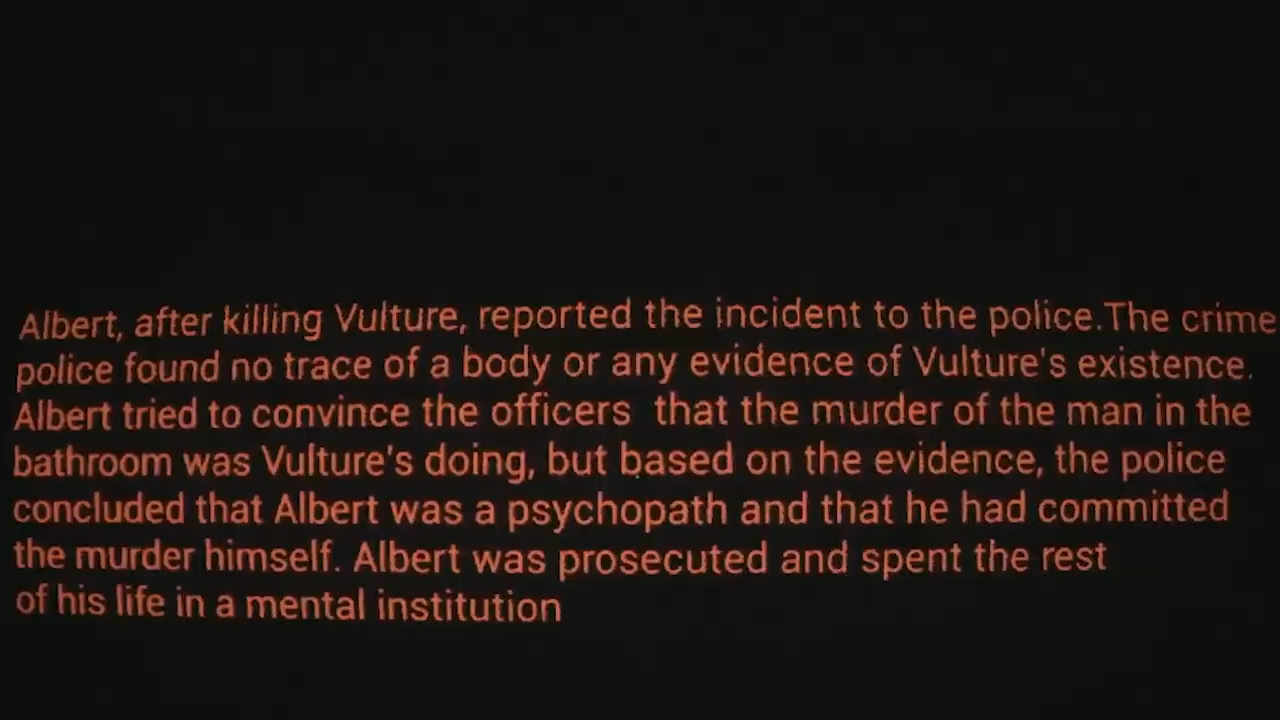 Albert, after killing Vulture, reported the incident to the police.The crime
police found no trace of a body or any evidence of Vulture's existence.
Albert tried to convince the officers  that the murder of the man in the
bathroom was Vulture's doing, but based on the evidence, the police
concluded that Albert was a psychopath and that he had committed
the murder himself. Albert was prosecuted and spent the rest
of his life in a mental institution